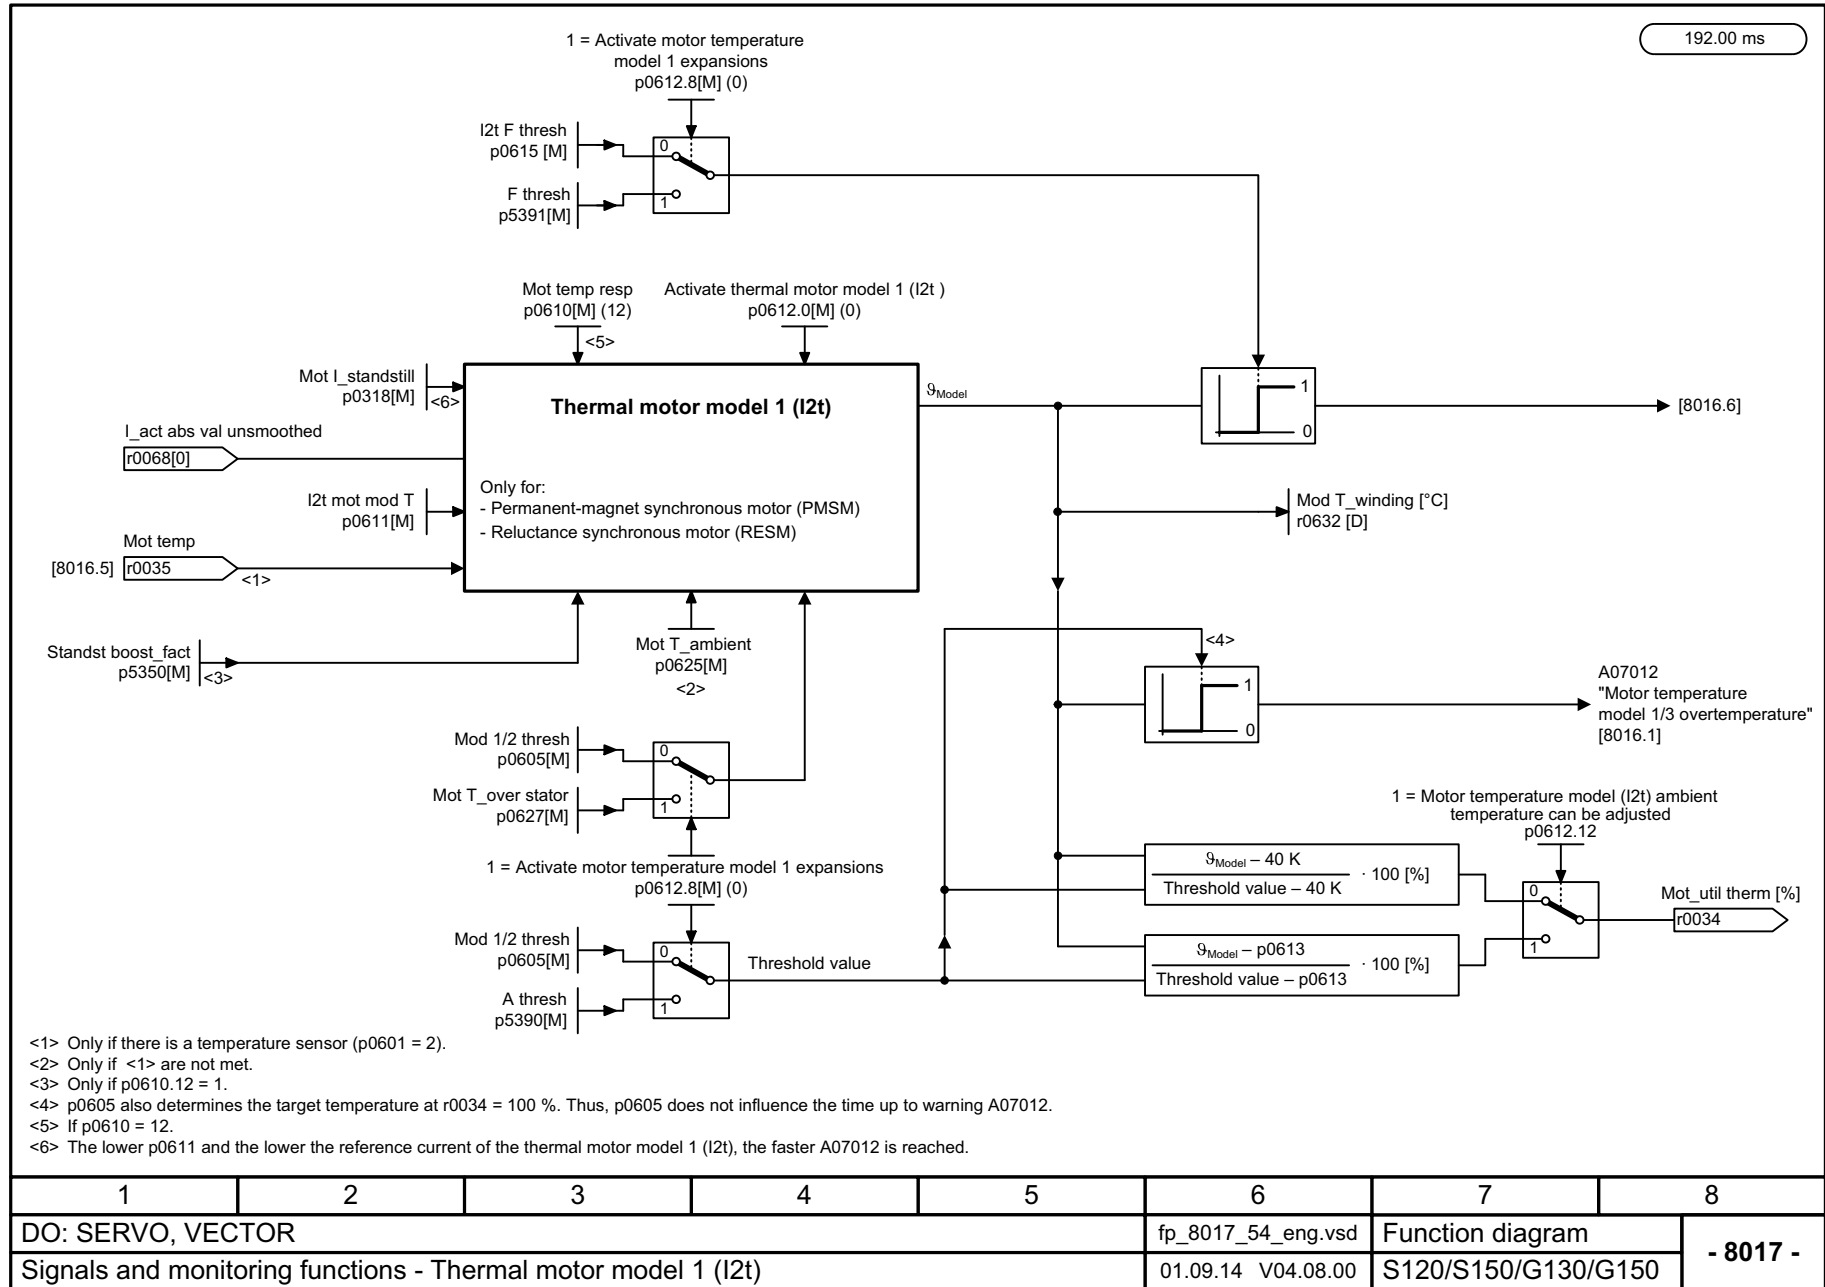 192.00 ms
1 = Activate motor temperature
model 1 expansions
p0612.8[M] (0)
I2t F thresh
p0615 [M]
0
F thresh
p5391[M]
1
Mot temp resp
p0610[M] (12)
<5>
Activate thermal motor model 1 (I2t )
p0612.0[M] (0)
Mot I_standstill
p0318[M]
<6>
I_act abs val unsmoothed
r0068[0]
I2t mot mod T
p0611[M]
Mot temp
[8016.5]
r0035
<1>
Thermal motor model 1 (I2t)
Only for:
- Permanent-magnet synchronous motor (PMSM)
- Reluctance synchronous motor (RESM)
ϑModel
1
0
[8016.6]
Mod T_winding [°C]
r0632 [D]
Standst boost_fact
p5350[M]
<3>
Mot T_ambient
p0625[M]
<2>
<4>
1
0
A07012
"Motor temperature
model 1/3 overtemperature"
[8016.1]
Mod 1/2 thresh
p0605[M]
0
Mot T_over stator
p0627[M]
1
1 = Activate motor temperature model 1 expansions
p0612.8[M] (0)
Mod 1/2 thresh
p0605[M]
0
A thresh
p5390[M]
1
Threshold value
1 = Motor temperature model (I2t) ambient
temperature can be adjusted
p0612.12
ϑModel – 40 K
Threshold value – 40 K
· 100 [%]
ϑModel – p0613
Threshold value – p0613
· 100 [%]
0
1
Mot_util therm [%]
r0034
<1> Only if there is a temperature sensor (p0601 = 2).
<2> Only if <1> are not met.
<3> Only if p0610.12 = 1.
<4> p0605 also determines the target temperature at r0034 = 100 %. Thus, p0605 does not influence the time up to warning A07012.
<5> If p0610 = 12.
<6> The lower p0611 and the lower the reference current of the thermal motor model 1 (I2t), the faster A07012 is reached.
1 2 3 4 5 6 7 8
DO: SERVO, VECTOR
fp_8017_54_eng.vsd
Function diagram
- 8017 -
Signals and monitoring functions - Thermal motor model 1 (I2t)
01.09.14 V04.08.00
S120/S150/G130/G150